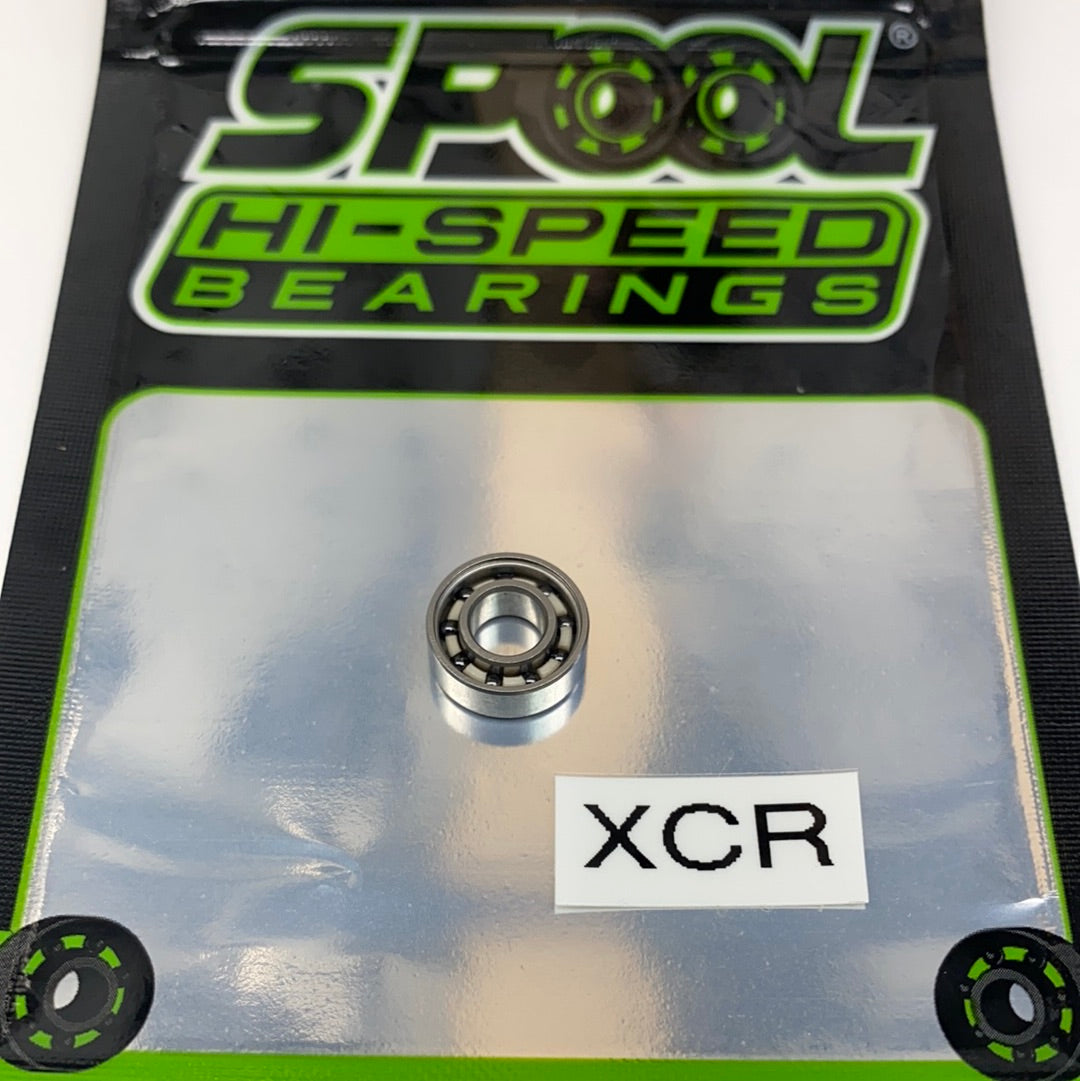 SPOOL®
HI-SPEED
BEARINGS
XCR